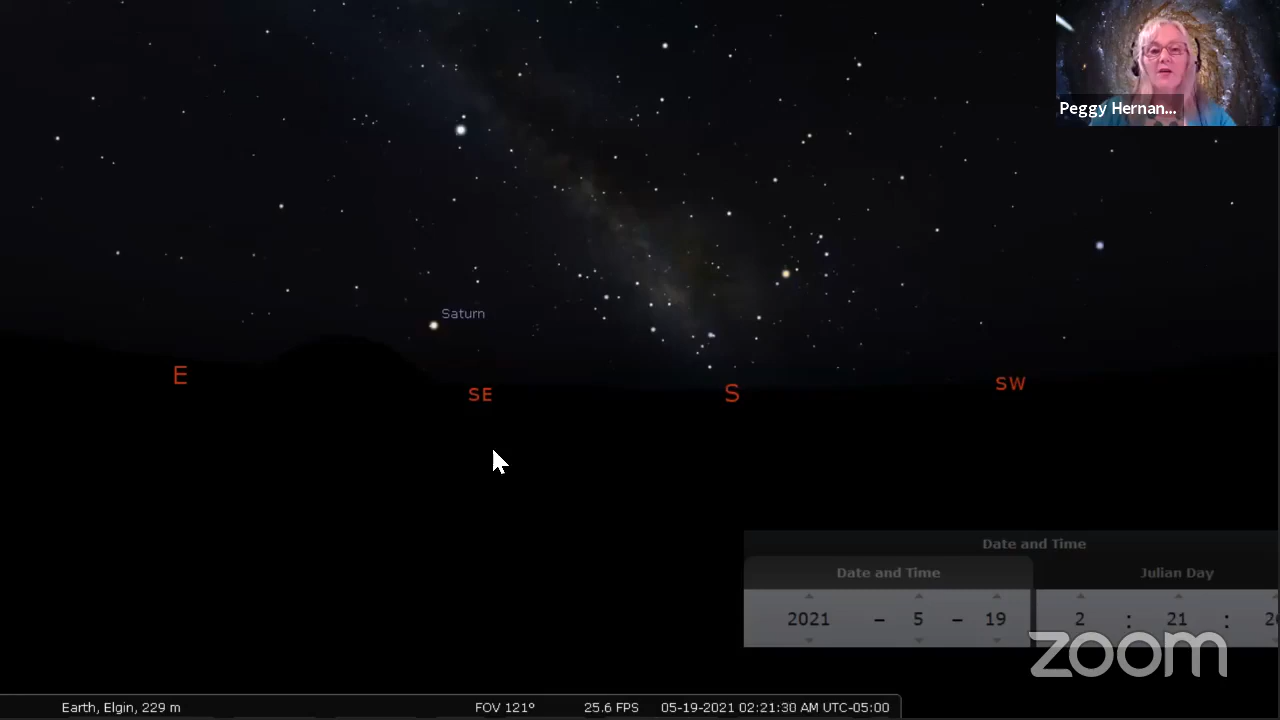 Peggy Hernan...
Saturn
E
SE
S
SW
Date and Time
Date and Time
Julian Day
2021 – 5 – 19
2 : 21 :
zoom
Earth, Elgin, 229 m
FOV 121°
25.6 FPS
05-19-2021 02:21:30 AM UTC-05:00